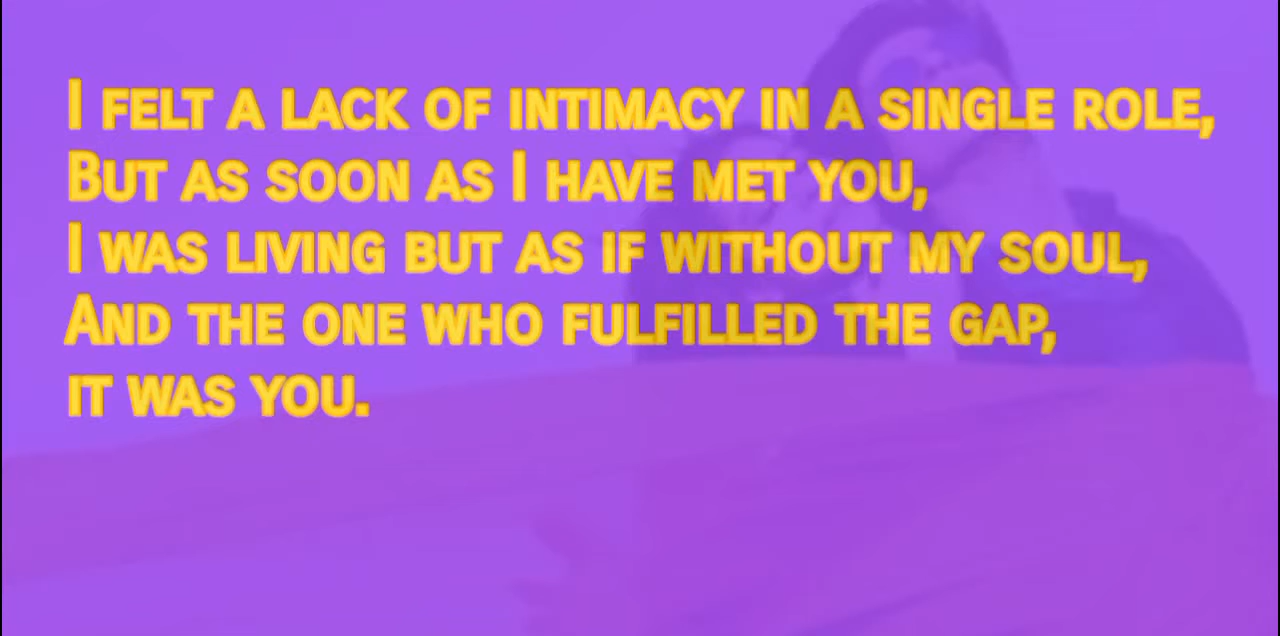 I felt a lack of intimacy in a single role,
But as soon as I have met you,
I was living but as if without my soul,
And the one who fulfilled the gap,
it was you.